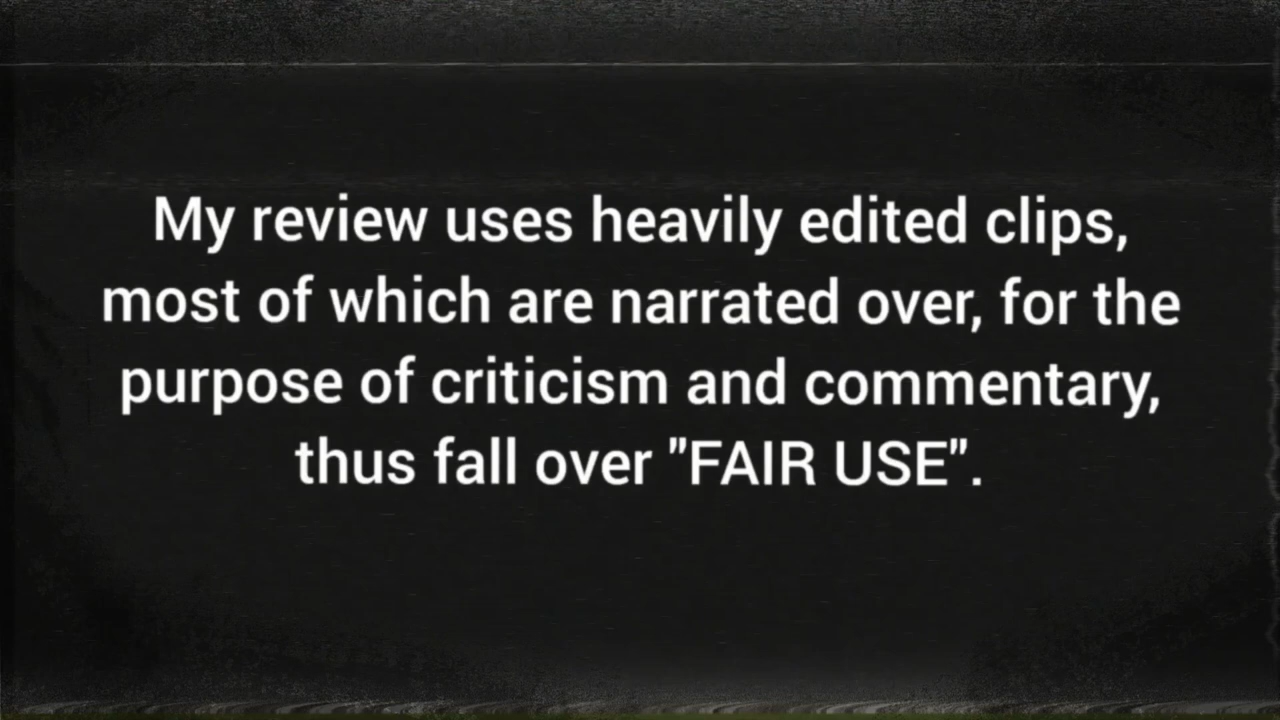 My review uses heavily edited clips,
most of which are narrated over, for the
purpose of criticism and commentary,
thus fall over "FAIR USE".